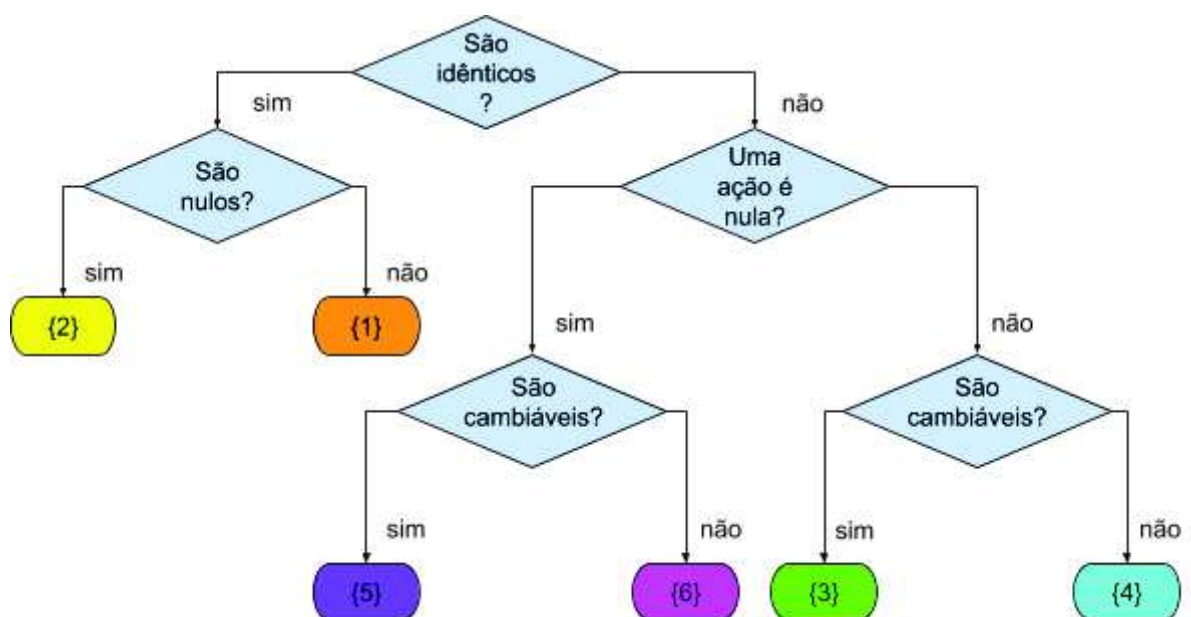 São
idênticos
?
sim
não
São
nulos?
Uma
ação é
nula?
sim
não
{2}
{1}
sim
não
São
cambiáveis?
São
cambiáveis?
sim
não
sim
não
{5}
{6}
{3}
{4}